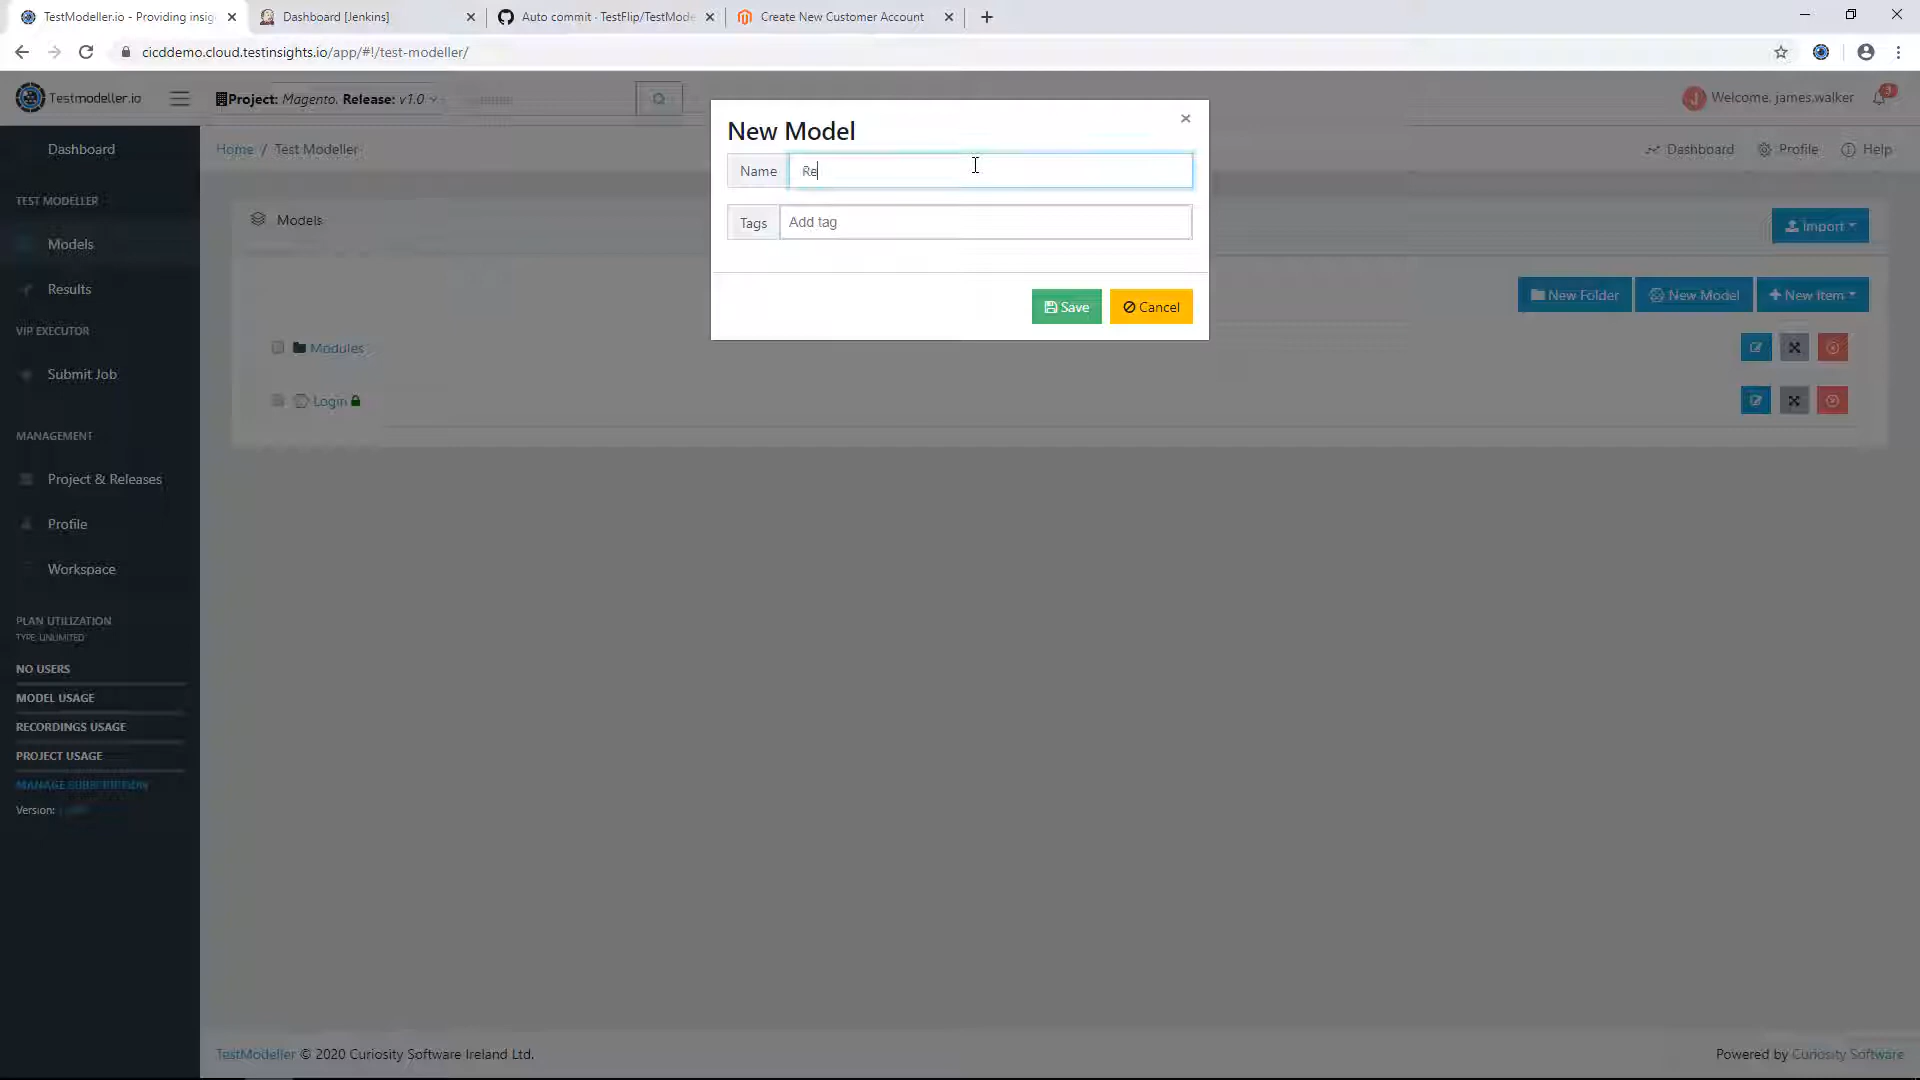 TestModeller.io - Providing insig
Dashboard [Jenkins]
Auto commit · TestFlip/TestMode
Create New Customer Account
cicddemo.cloud.testinsights.io/app/#!/test-modeller/
Testmodeller.io
Project: Magento. Release: v1.0
Welcome, james.walker
3
Home / Test Modeller
Dashboard
Profile
Help
New Model
Name
Re
Tags
Add tag
Save
Cancel
Dashboard
TEST MODELLER
Models
Results
VIP EXECUTOR
Submit Job
MANAGEMENT
Project & Releases
Profile
Workspace
PLAN UTILIZATION
TYPE: UNLIMITED
NO USERS
MODEL USAGE
RECORDINGS USAGE
PROJECT USAGE
MANAGE SUBSCRIPTION
Version:
Models
Import
New Folder
New Model
New Item
Modules
Login
TestModeller © 2020 Curiosity Software Ireland Ltd.
Powered by Curiosity Software